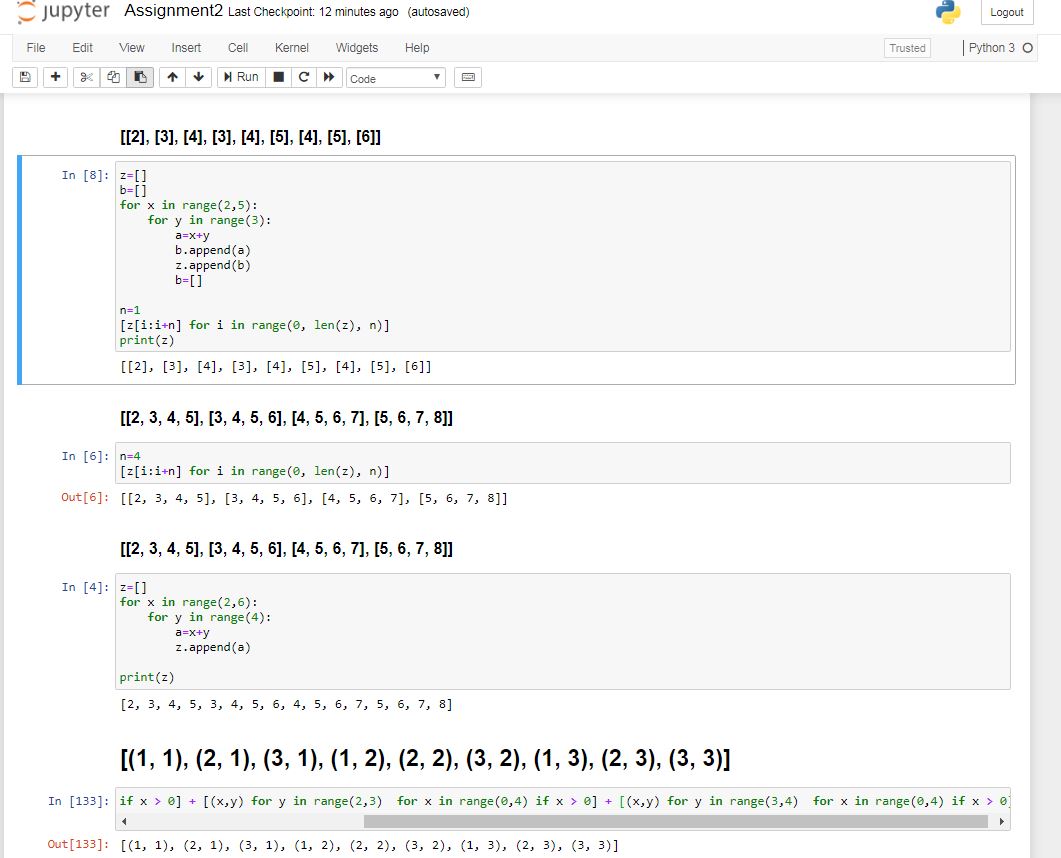 jupyter Assignment2 Last Checkpoint: 12 minutes ago (autosaved) Logout
File Edit View Insert Cell Kernel Widgets Help Trusted Python 3
Run Code
[[2], [3], [4], [3], [4], [5], [4], [5], [6]]
In [8]: z=[]
b=[]
for x in range(2,5):
    for y in range(3):
        a=x+y
        b.append(a)
        z.append(b)
        b=[]
n=1
[z[i:i+n] for i in range(0, len(z), n)]
print(z)
[[2], [3], [4], [3], [4], [5], [4], [5], [6]]
[[2, 3, 4, 5], [3, 4, 5, 6], [4, 5, 6, 7], [5, 6, 7, 8]]
In [6]: n=4
[z[i:i+n] for i in range(0, len(z), n)]
Out[6]: [[2, 3, 4, 5], [3, 4, 5, 6], [4, 5, 6, 7], [5, 6, 7, 8]]
[[2, 3, 4, 5], [3, 4, 5, 6], [4, 5, 6, 7], [5, 6, 7, 8]]
In [4]: z=[]
for x in range(2,6):
    for y in range(4):
        a=x+y
        z.append(a)
print(z)
[2, 3, 4, 5, 3, 4, 5, 6, 4, 5, 6, 7, 5, 6, 7, 8]
[(1, 1), (2, 1), (3, 1), (1, 2), (2, 2), (3, 2), (1, 3), (2, 3), (3, 3)]
In [133]: if x > 0] + [(x,y) for y in range(2,3)  for x in range(0,4) if x > 0] + [(x,y) for y in range(3,4)  for x in range(0,4) if x > 0]
Out[133]: [(1, 1), (2, 1), (3, 1), (1, 2), (2, 2), (3, 2), (1, 3), (2, 3), (3, 3)]